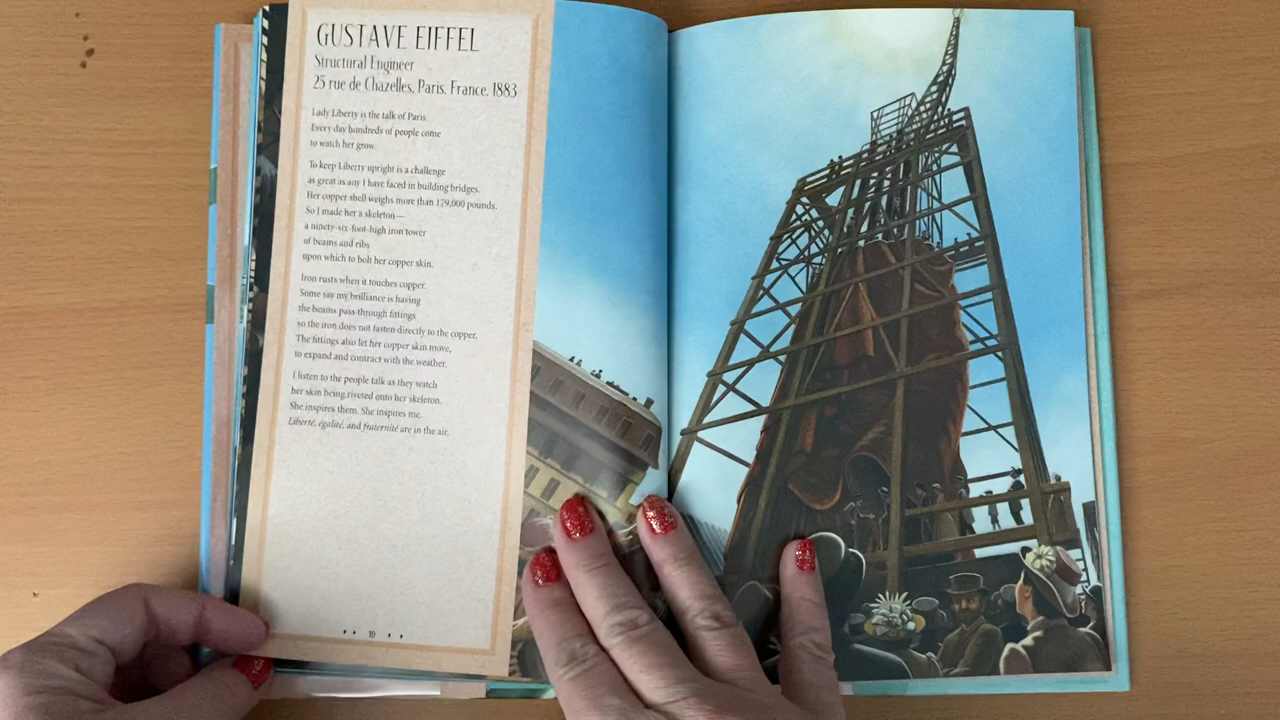 GUSTAVE EIFFEL
Structural Engineer
25 rue de Chazelles, Paris, France, 1883
Lady Liberty is the talk of Paris.
Every day hundreds of people come
to watch her grow.
To keep Liberty upright is a challenge
as great as any I have faced in building bridges.
Her copper shell weighs more than 179,000 pounds.
So I made her a skeleton—
a ninety-six-foot-high iron tower
of beams and ribs
upon which to bolt her copper skin.
Iron rusts when it touches copper.
Some say my brilliance is having
the beams pass through fittings
so the iron does not fasten directly to the copper.
The fittings also let her copper skin move,
to expand and contract with the weather.
I listen to the people talk as they watch
her skin being riveted onto her skeleton.
She inspires them. She inspires me.
Liberté, égalité, and fraternité are in the air.
10